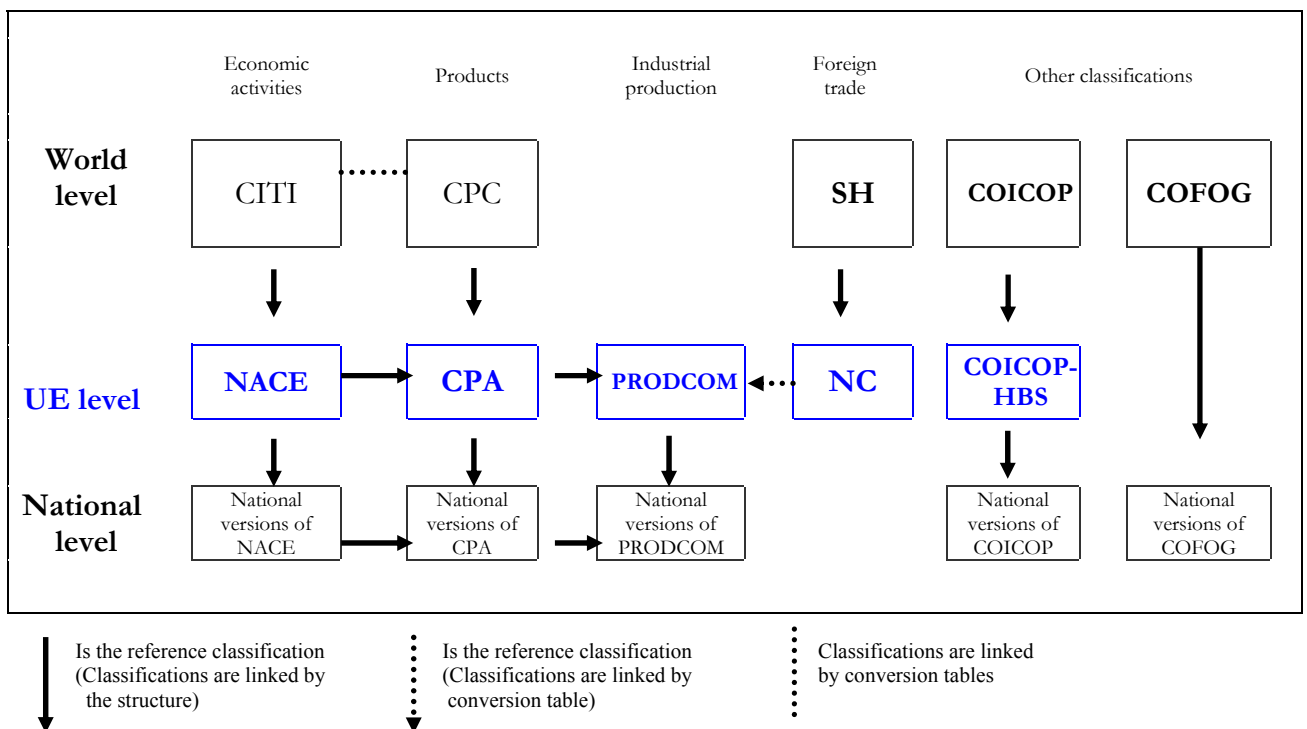 Economic
activities
Products
Industrial
production
Foreign
trade
Other classifications
World
level
CITI
CPC
SH
COICOP
COFOG
UE level
NACE
CPA
PRODCOM
NC
COICOP-
HBS
National
level
National
versions of
NACE
National
versions of
CPA
National
versions of
PRODCOM
National
versions of
COICOP
National
versions of
COFOG
Is the reference classification
(Classifications are linked by
the structure)
Is the reference classification
(Classifications are linked by
conversion table)
Classifications are linked
by conversion tables